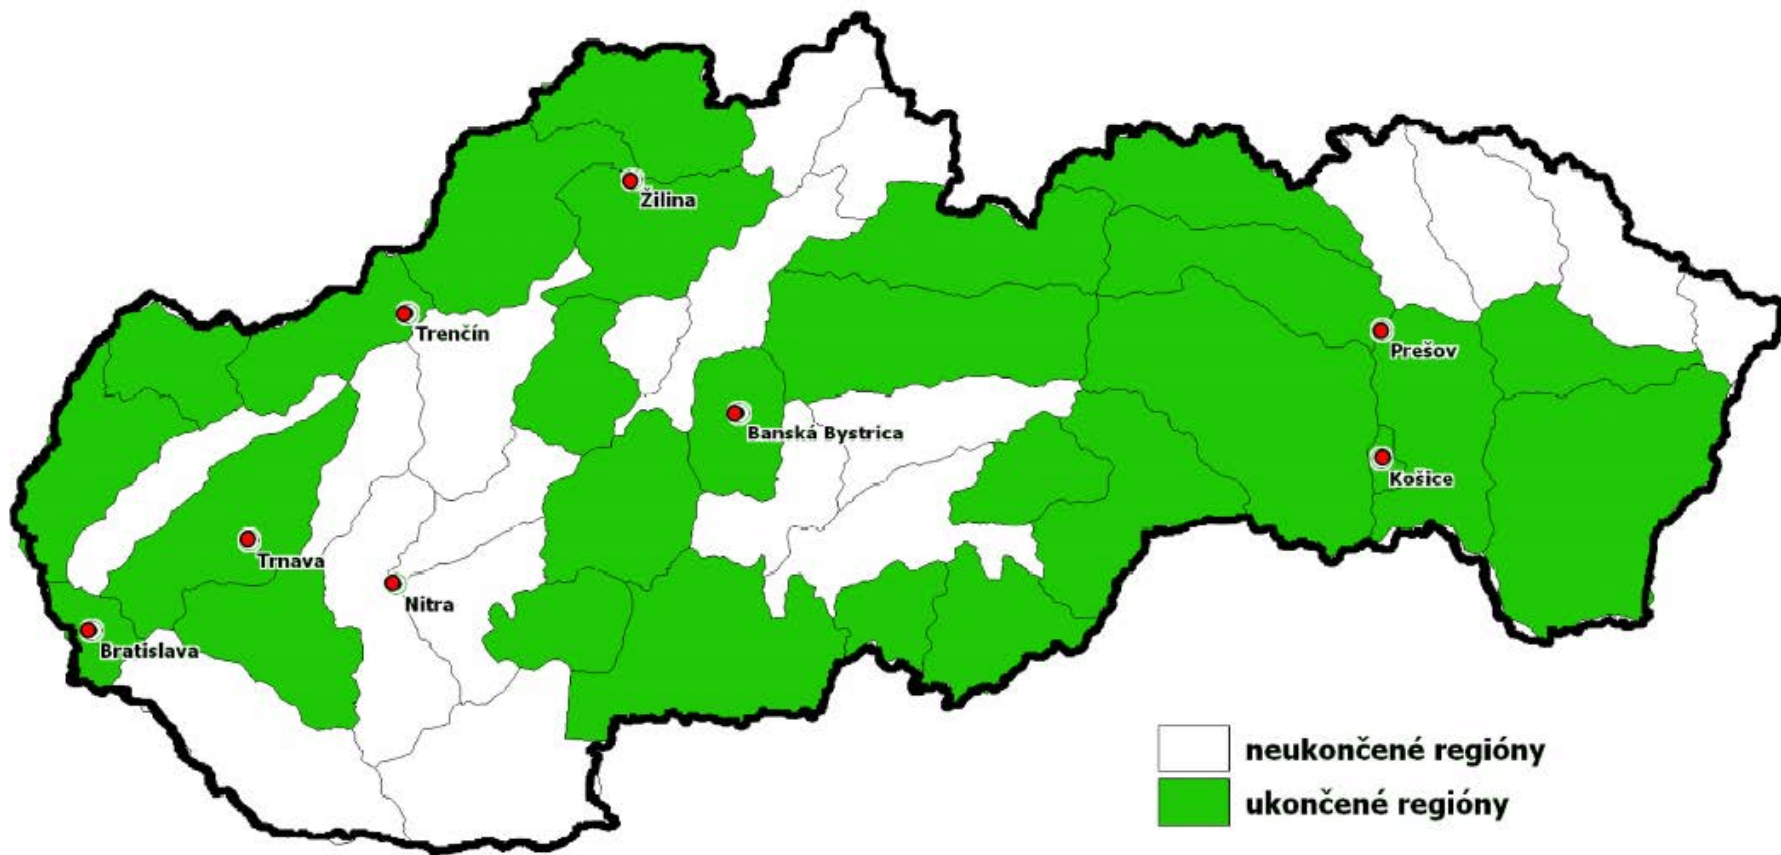 Žilina
Trenčín
Prešov
Banská Bystrica
Košice
Trnava
Nitra
Bratislava
neukončené regióny
ukončené regióny